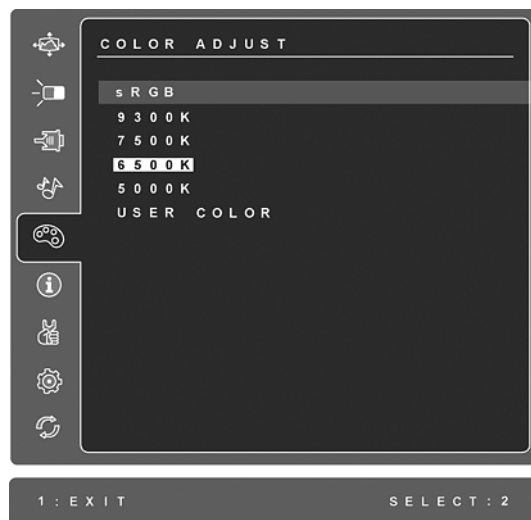 COLOR ADJUST
sRGB
9300K
7500K
6500K
5000K
USER COLOR
1:EXIT SELECT:2